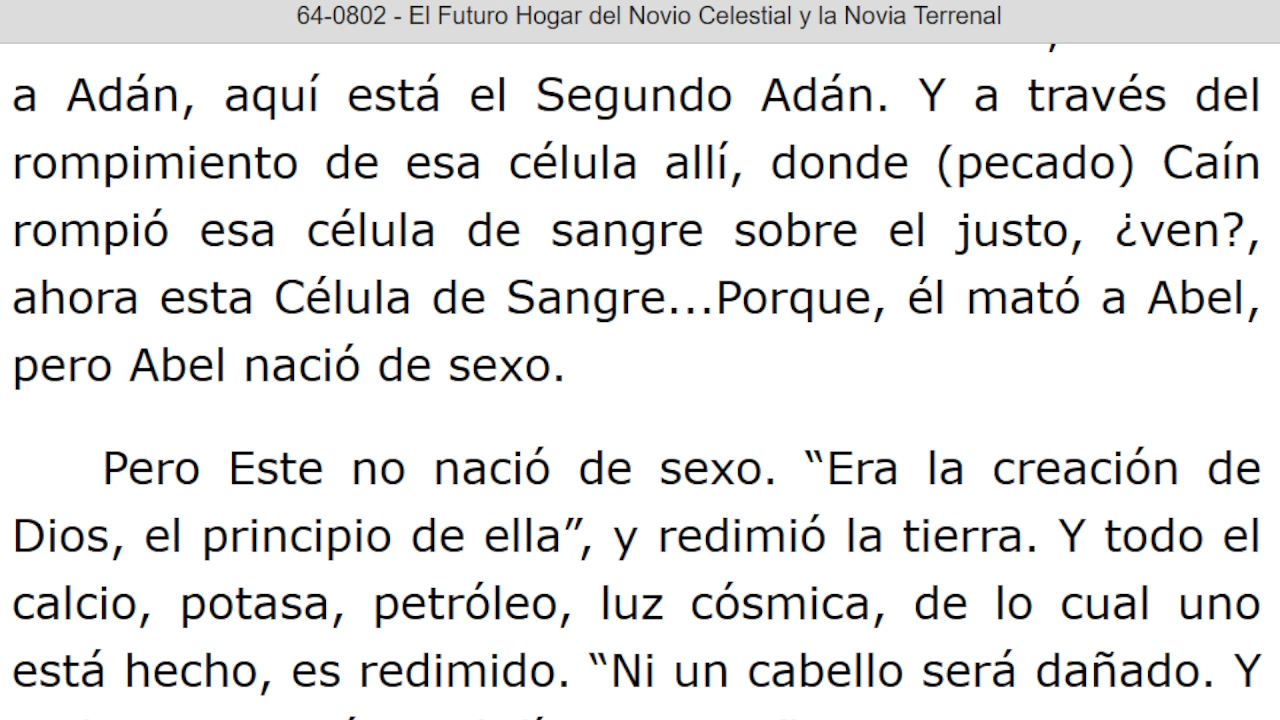 64-0802 - El Futuro Hogar del Novio Celestial y la Novia Terrenal
a Adán, aquí está el Segundo Adán. Y a través del
rompimiento de esa célula allí, donde (pecado) Caín
rompió esa célula de sangre sobre el justo, ¿ven?,
ahora esta Célula de Sangre...Porque, él mató a Abel,
pero Abel nació de sexo.
Pero Este no nació de sexo. “Era la creación de
Dios, el principio de ella”, y redimió la tierra. Y todo el
calcio, potasa, petróleo, luz cósmica, de lo cual uno
está hecho, es redimido. “Ni un cabello será dañado. Y